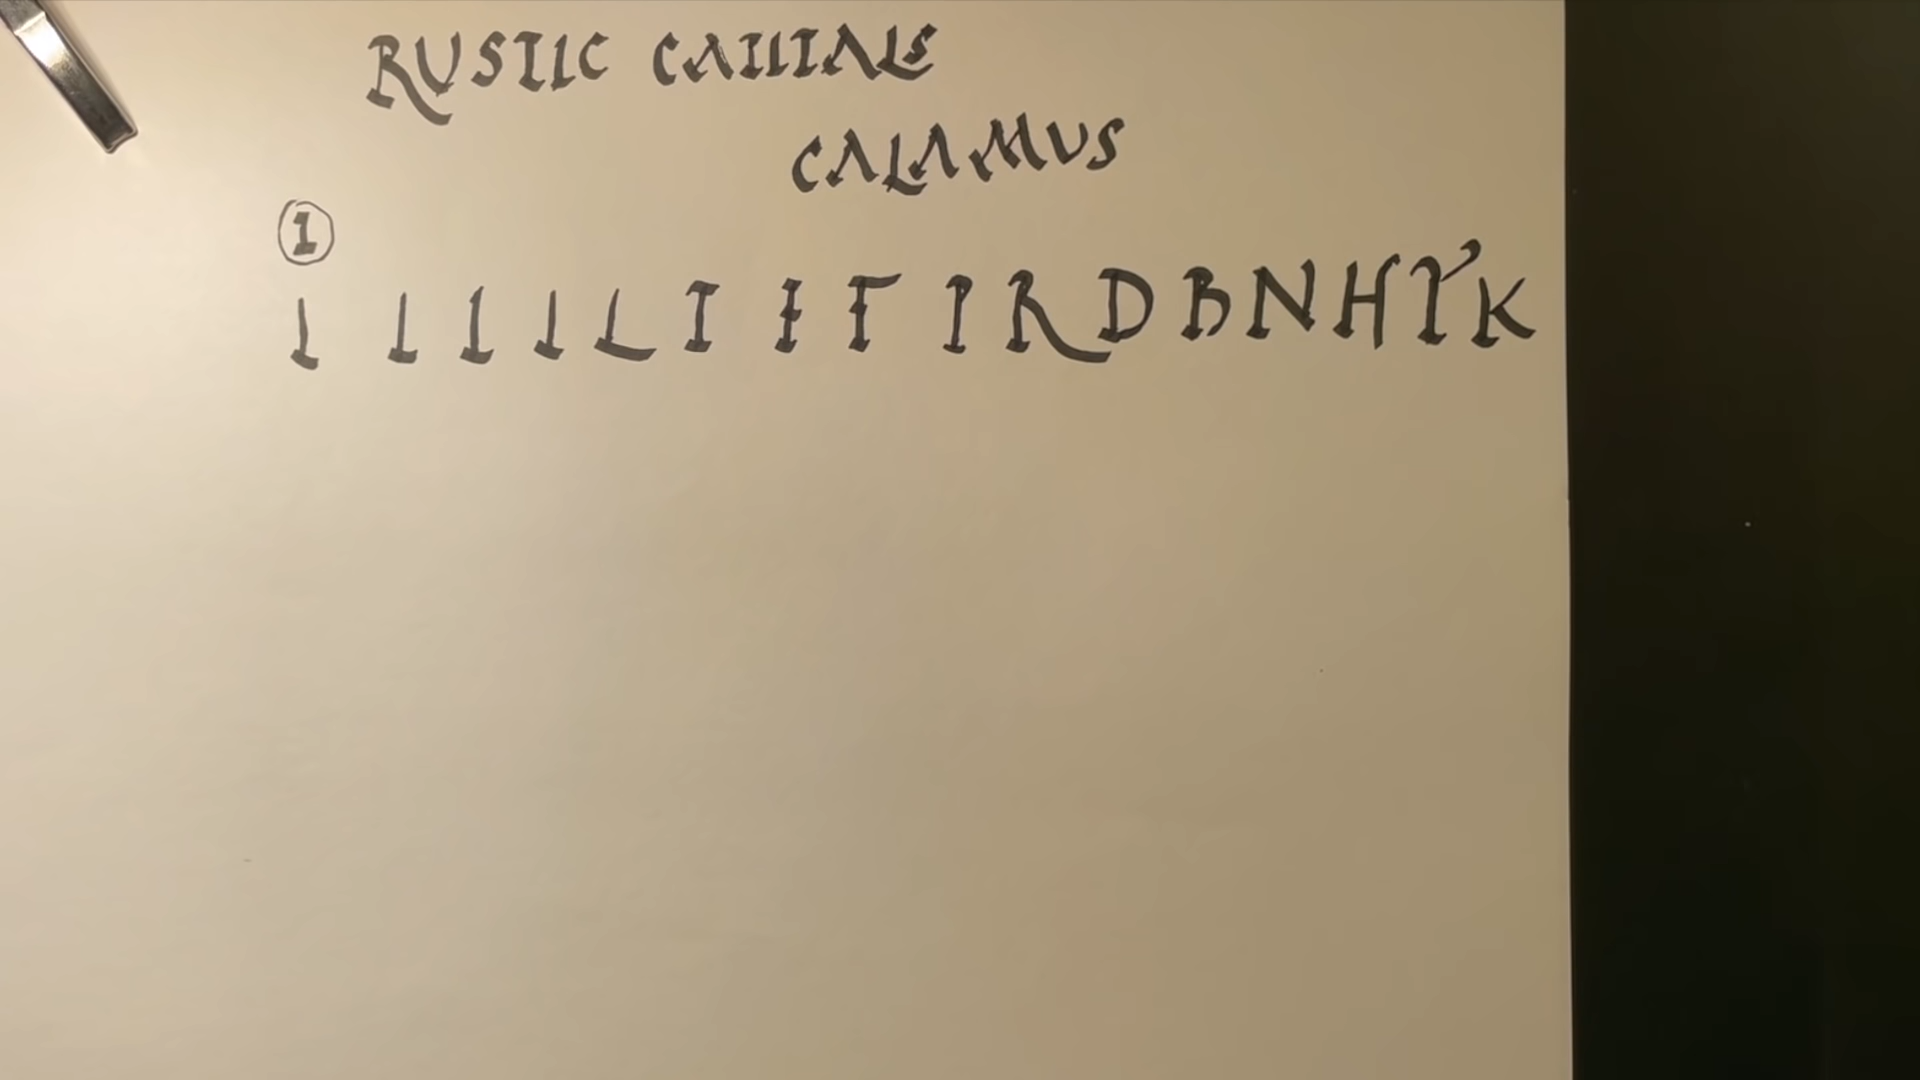 RUSTIC CAPITALS
CALAMUS
1
I I I I L T E F P R D B N H Y K